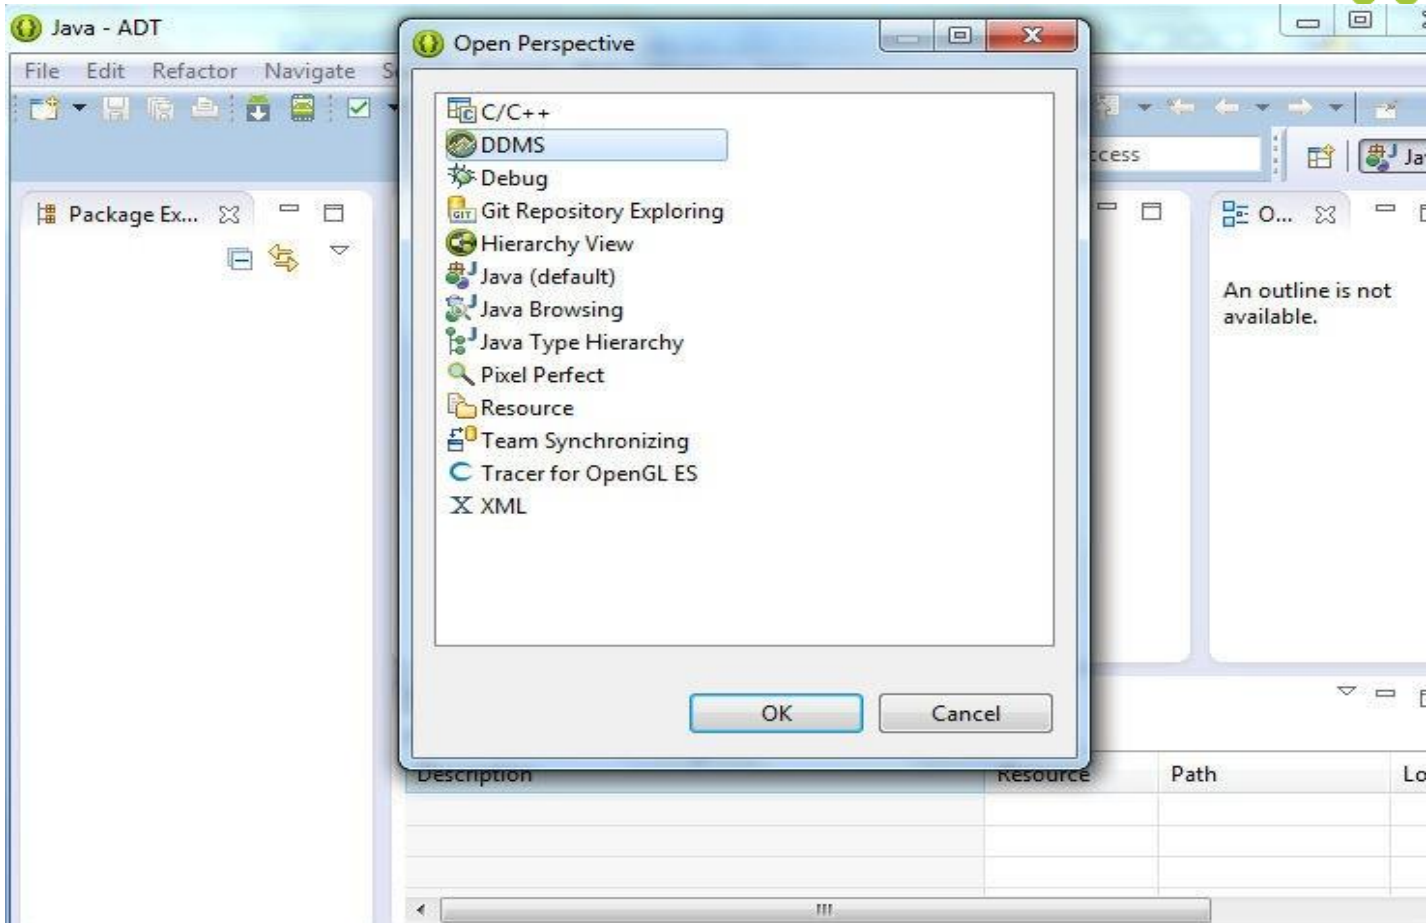 Java - ADT
Open Perspective
File Edit Refactor Navigate
C/C++
DDMS
Debug
Git Repository Exploring
Hierarchy View
Java (default)
Java Browsing
Java Type Hierarchy
Pixel Perfect
Resource
Team Synchronizing
Tracer for OpenGL ES
XML
OK Cancel
Package Ex...
O...
An outline is not
available.
Description Resource Path